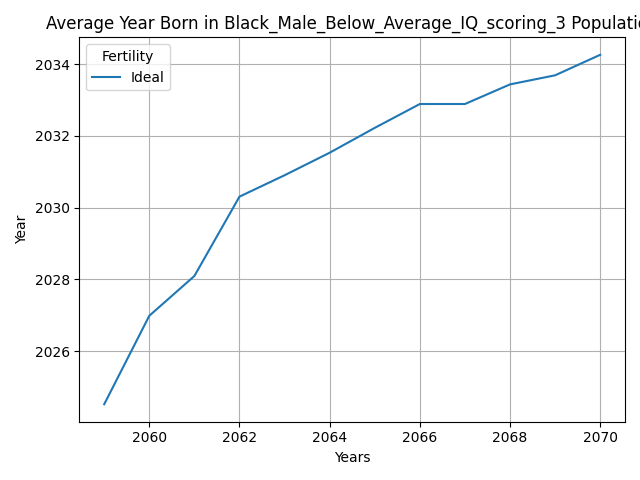 Average Year Born in Black_Male_Below_Average_IQ_scoring_3 Populatio
Fertility
Ideal
Year
2034
2032
2030
2028
2026
2060 2062 2064 2066 2068 2070
Years